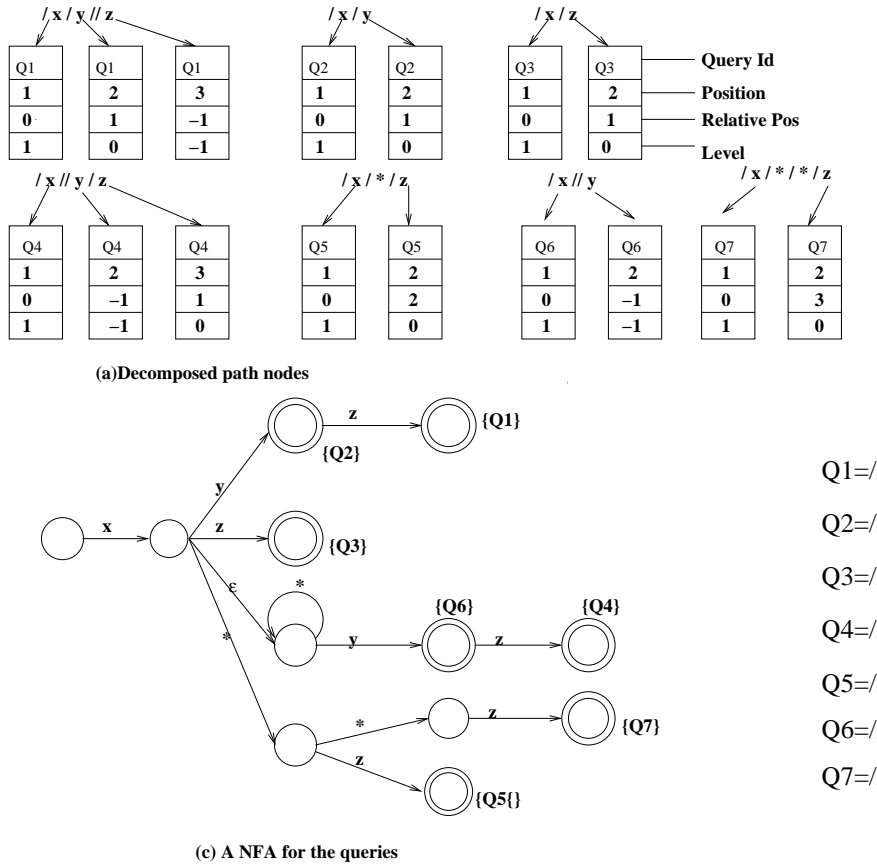 / x / y // z
/ x / y
/ x / z
Q1 Q1 Q1 Q2 Q2 Q3 Q3 Query Id
1 2 3 1 2 1 2 Position
0 1 −1 0 1 0 1 Relative Pos
1 0 −1 1 0 1 0 Level
/ x // y / z
/ x / * / z
/ x // y
/ x / * / * / z
Q4 Q4 Q4 Q5 Q5 Q6 Q6 Q7 Q7
1 2 3 1 2 1 2 1 2
0 −1 1 0 2 0 −1 0 3
1 −1 0 1 0 1 −1 1 0
(a)Decomposed path nodes
z
{Q1}
{Q2}
y
x
z
{Q3}
ε
*
*
{Q6}
{Q4}
y
z
*
z
{Q7}
z
{Q5{}
(c) A NFA for the queries
Q1=/
Q2=/
Q3=/
Q4=/
Q5=/
Q6=/
Q7=/